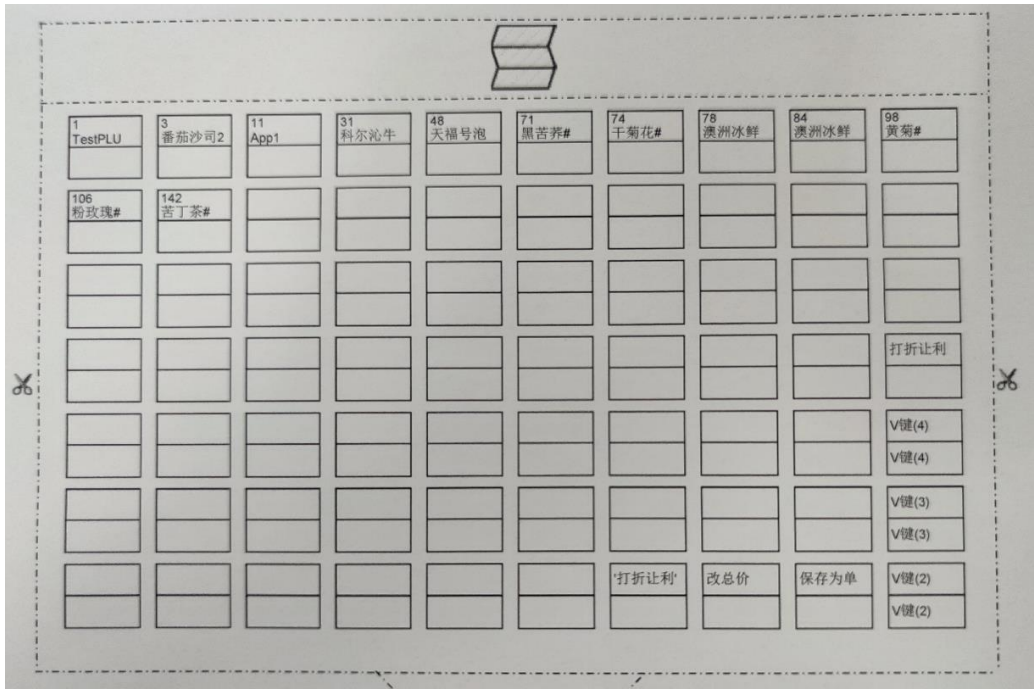 1
TestPLU
3
番茄沙司2
11
App1
31
科尔沁牛
48
天福号泡
71
黑苦荞#
74
干菊花#
78
澳洲冰鲜
84
澳洲冰鲜
98
黄菊#
106
粉玫瑰#
142
苦丁茶#
打折让利
V键(4)
V键(4)
V键(3)
V键(3)
'打折让利'
改总价
保存为单
V键(2)
V键(2)